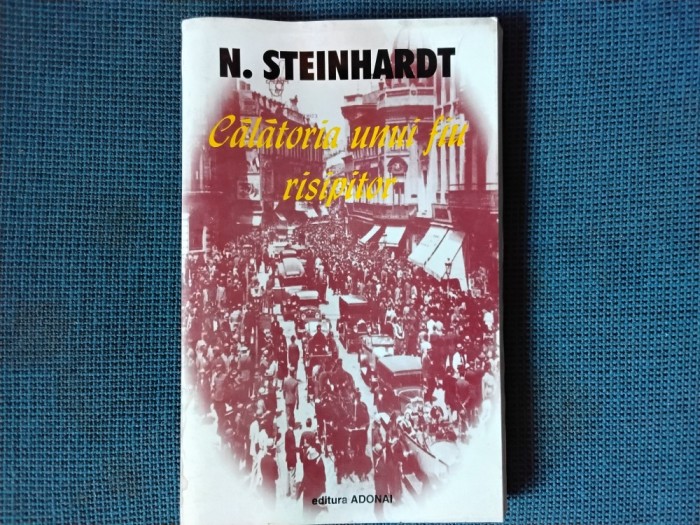 N. STEINHARDT
Călătoria unui fiu
risipitor
editura ADONAI